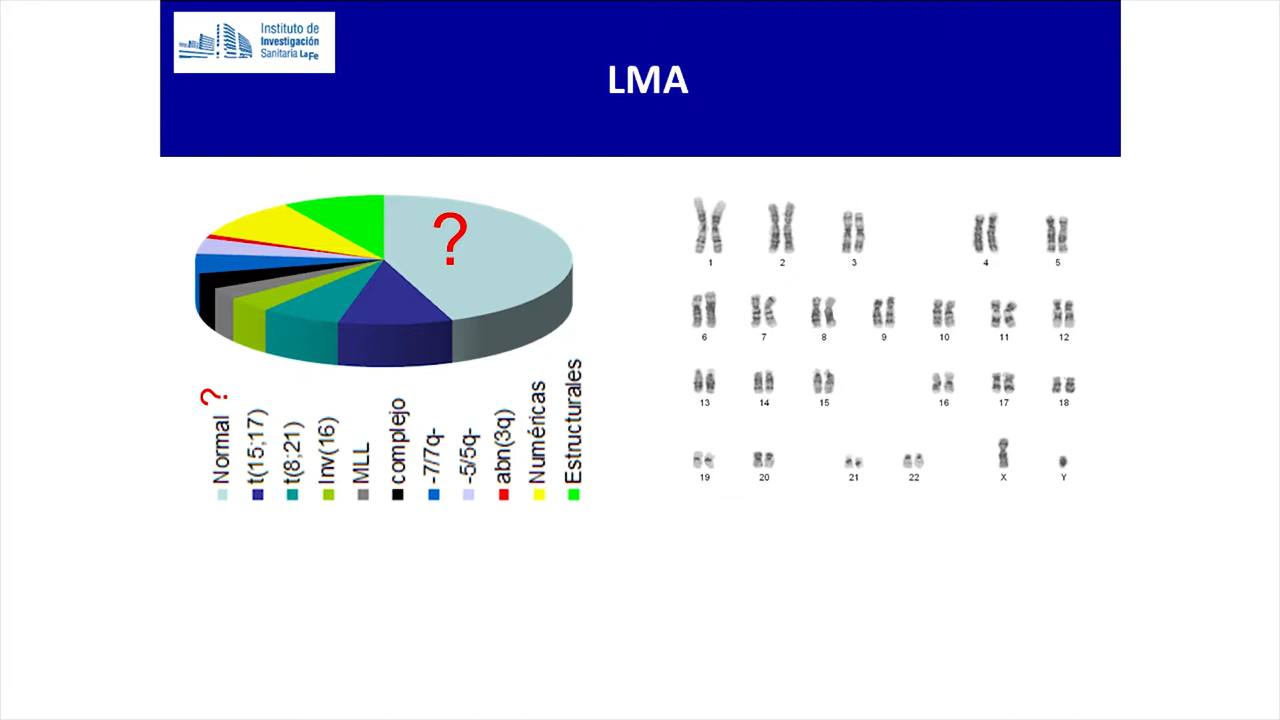 Instituto de
Investigación
Sanitaria La Fe
LMA
?
Normal ?
t(15;17)
t(8;21)
Inv(16)
MLL
complejo
-7/7q-
-5/5q-
abn(3q)
Numéricas
Estructurales
1 2 3 4 5
6 7 8 9 10 11 12
13 14 15 16 17 18
19 20 21 22 X Y